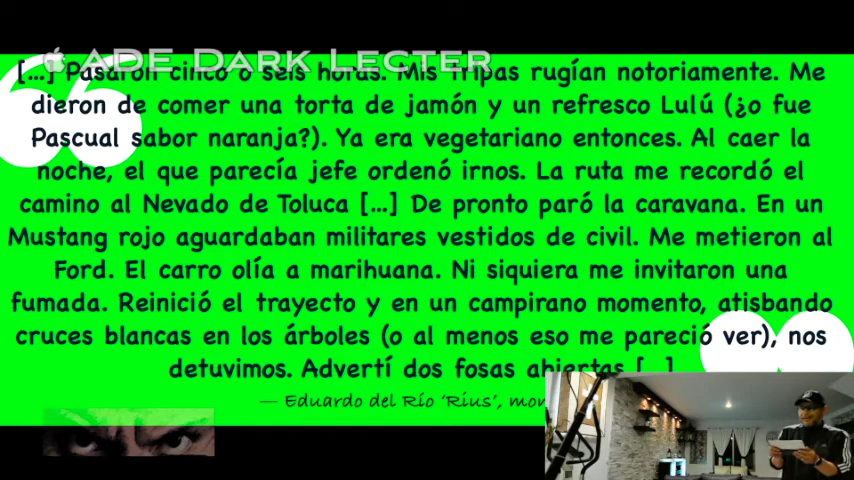 ADE DARK LECTER
[...] Pasaron cinco o seis horas. Mis tripas rugían notoriamente. Me
dieron de comer una torta de jamón y un refresco Lulú (¿o fue
Pascual sabor naranja?). Ya era vegetariano entonces. Al caer la
noche, el que parecía jefe ordenó irnos. La ruta me recordó el
camino al Nevado de Toluca [...] De pronto paró la caravana. En un
Mustang rojo aguardaban militares vestidos de civil. Me metieron al
Ford. El carro olía a marihuana. Ni siquiera me invitaron una
fumada. Reinició el trayecto y en un campirano momento, atisbando
cruces blancas en los árboles (o al menos eso me pareció ver), nos
detuvimos. Advertí dos fosas abiertas [...]
— Eduardo del Río ‘Rius’,